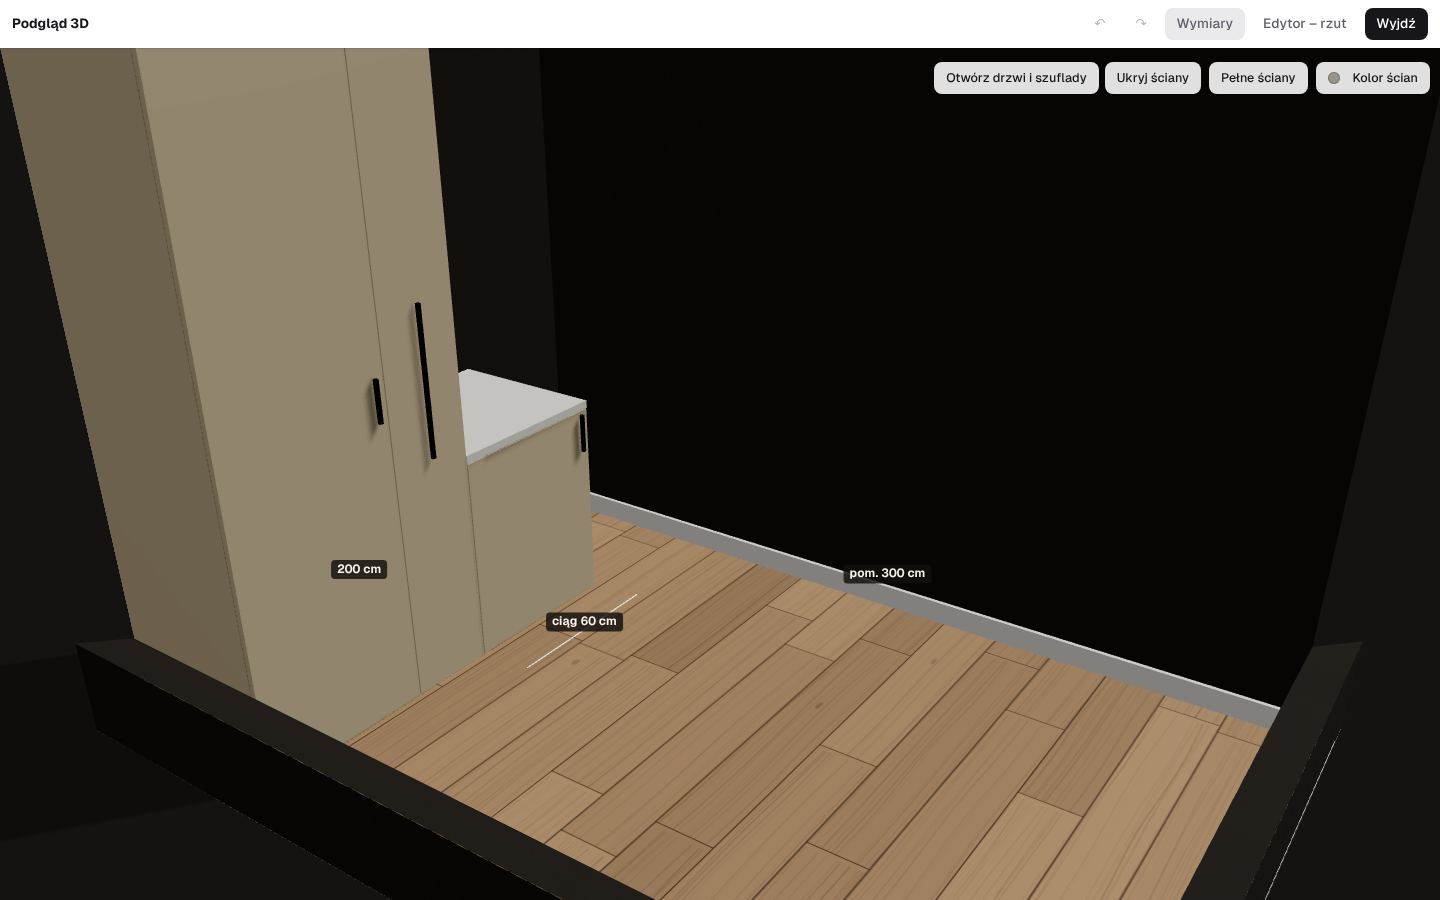 Podgląd 3D
↶
↷
Wymiary
Edytor – rzut
Wyjdź
Otwórz drzwi i szuflady
Ukryj ściany
Pełne ściany
Kolor ścian
200 cm
pom. 300 cm
ciąg 60 cm